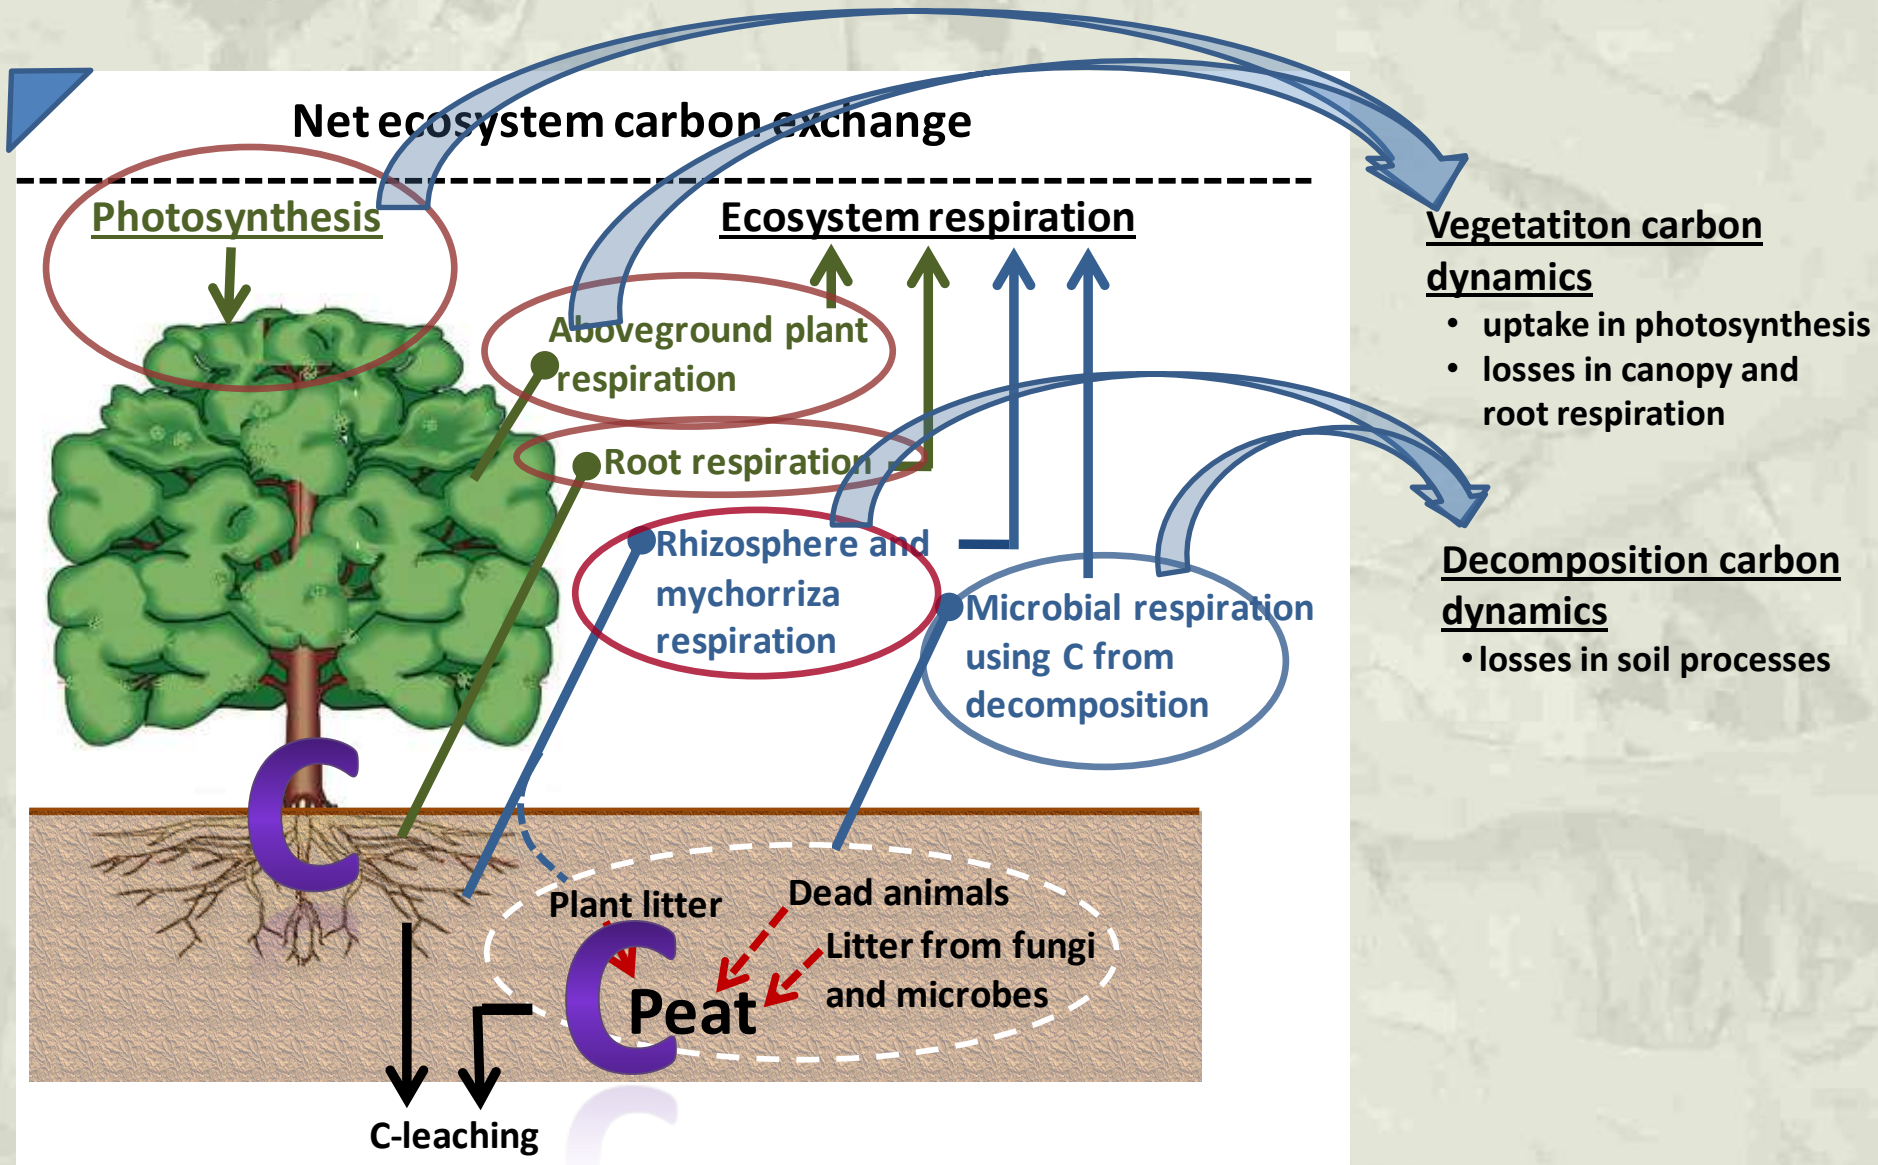 Net ecosystem carbon exchange
Photosynthesis
Ecosystem respiration
Aboveground plant
respiration
Root respiration
Rhizosphere and
mychorriza
respiration
Microbial respiration
using C from
decomposition
Vegetatiton carbon
dynamics
• uptake in photosynthesis
• losses in canopy and
root respiration
Decomposition carbon
dynamics
• losses in soil processes
C
Plant litter
Dead animals
Litter from fungi
and microbes
C
Peat
C-leaching